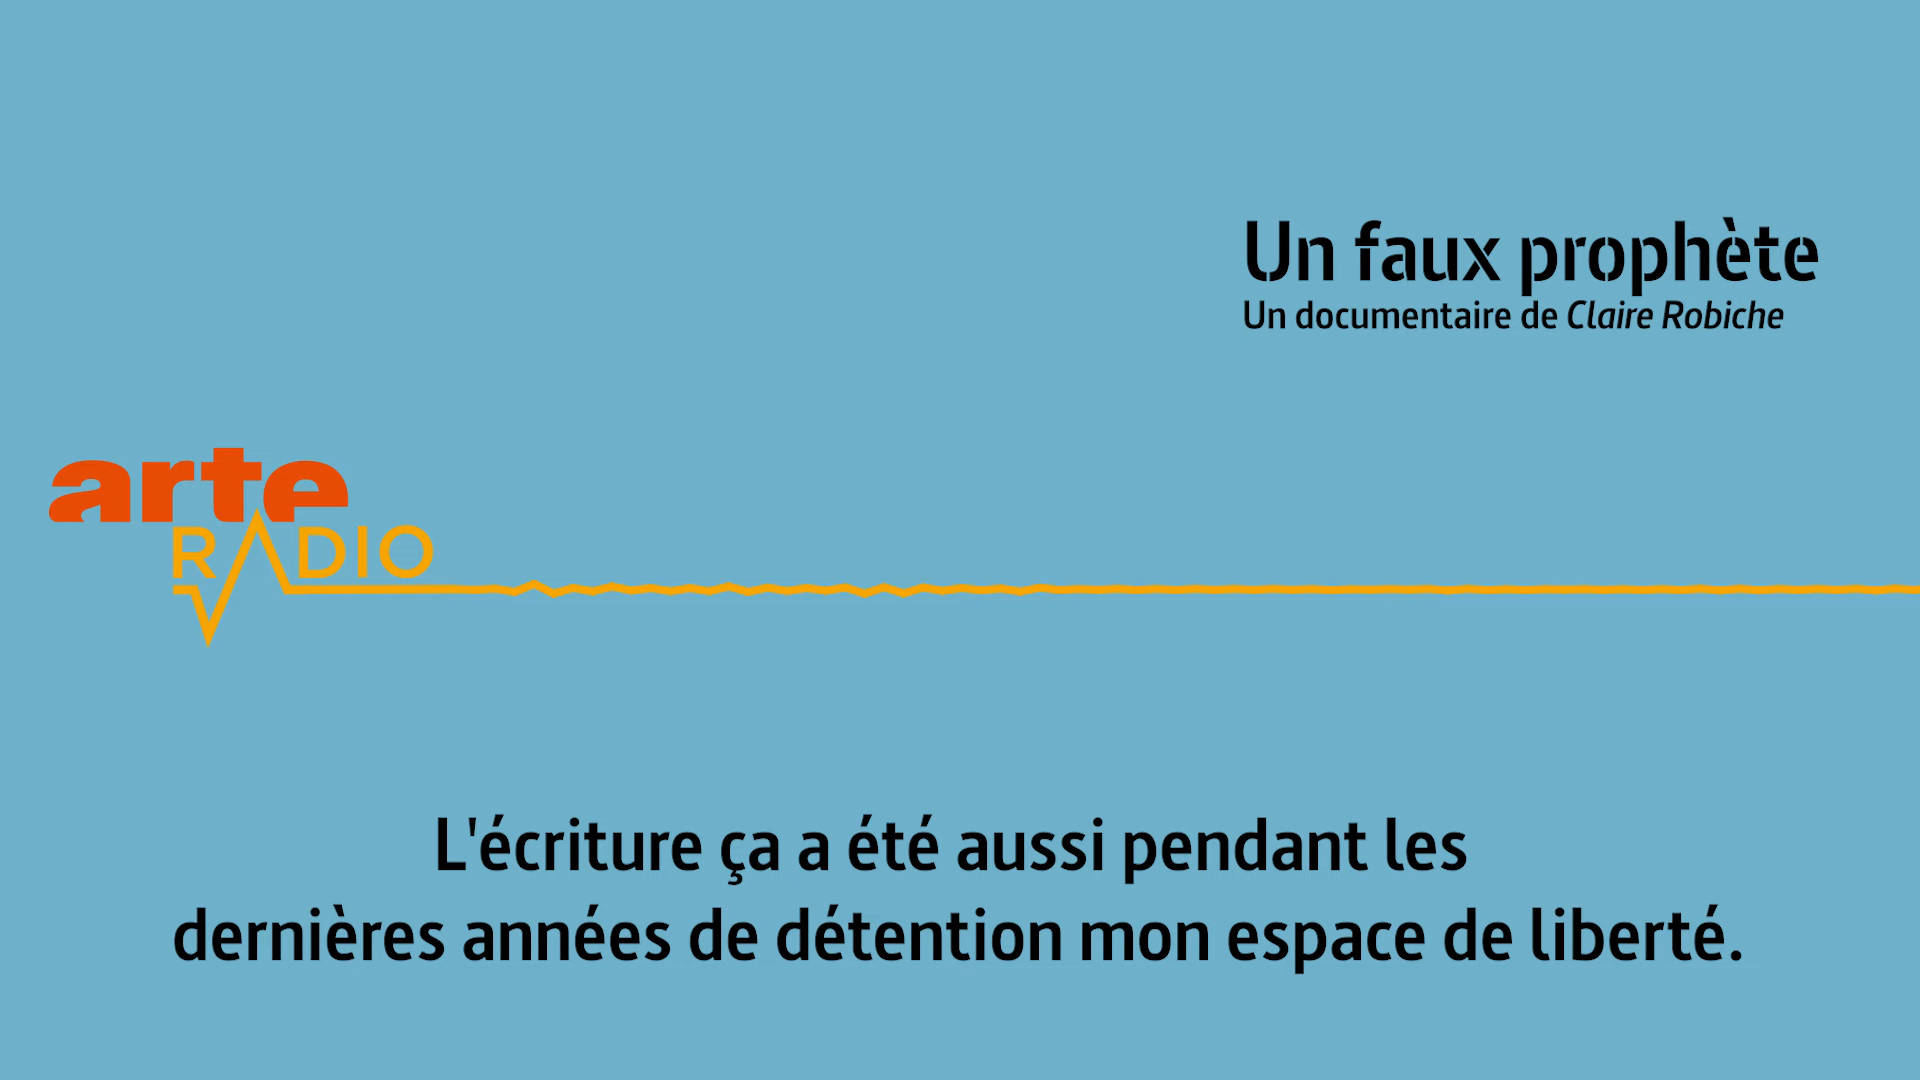 Un faux prophète
Un documentaire de Claire Robiche
arte
RADIO
L'écriture ça a été aussi pendant les
dernières années de détention mon espace de liberté.